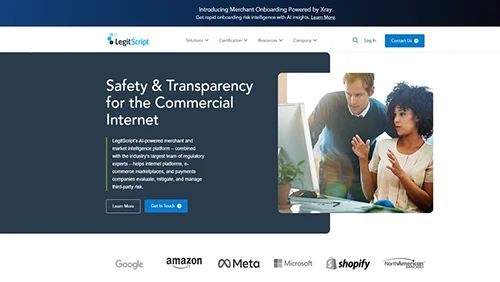 Introducing Merchant Onboarding Powered by Xray.
Get rapid onboarding risk intelligence with AI insights. Learn More.
LegitScript
Solutions
Certification
Resources
Company
Log In
Contact Us
Safety & Transparency
for the Commercial
Internet
LegitScript's AI-powered merchant and
market intelligence platform – combined
with the industry's largest team of regulatory
experts – helps internet platforms, e-
commerce marketplaces, and payments
companies evaluate, mitigate, and manage
third-party risk.
Learn More
Get In Touch
Google
amazon
Meta
Microsoft
shopify
NorthAmerican